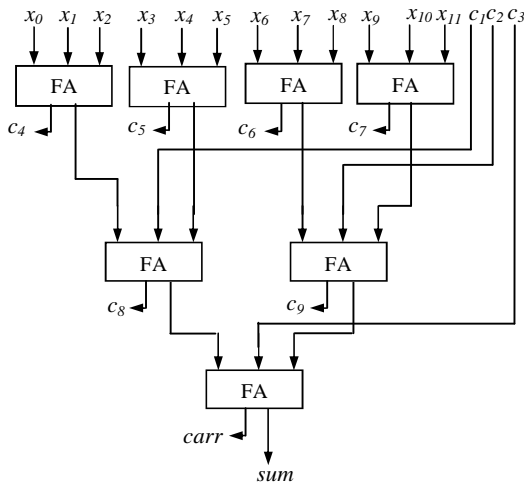 x0 x1 x2 x3 x4 x5 x6 x7 x8 x9 x10 x11 c1 c2 c3
FA FA FA FA
c4 c5 c6 c7
FA FA
c8 c9
FA
carr
sum